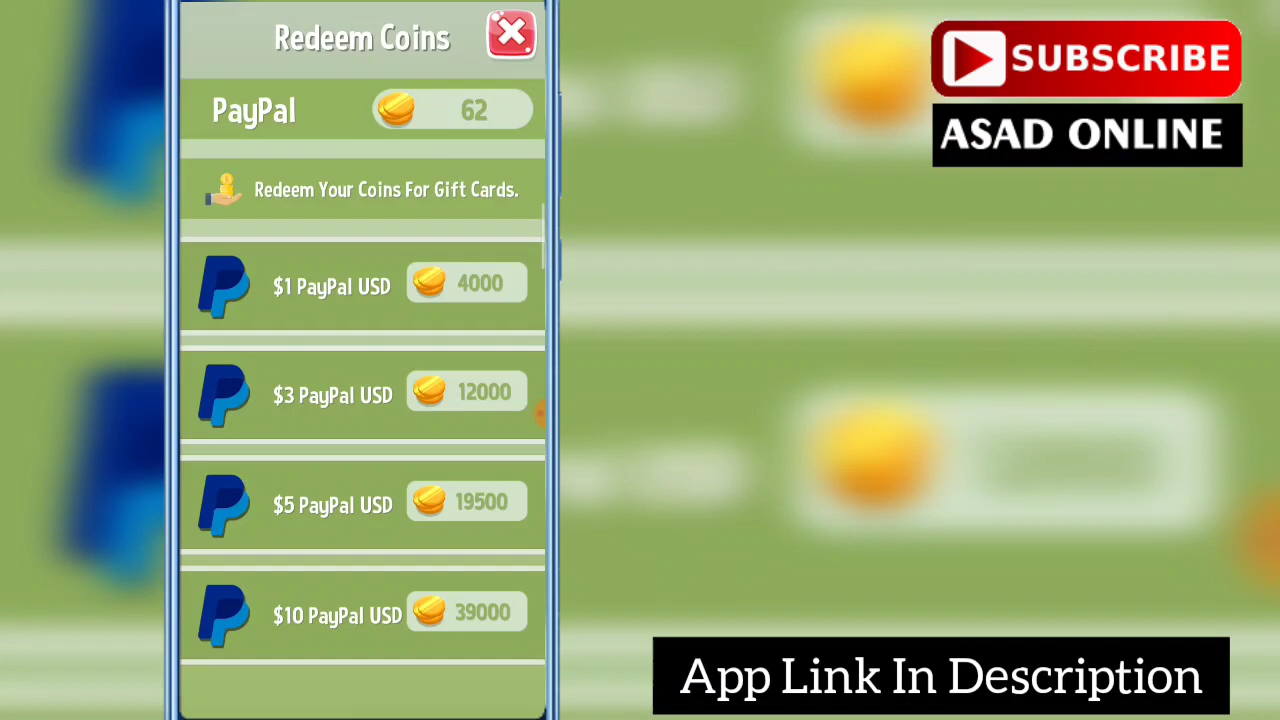 Redeem Coins
PayPal
62
Redeem Your Coins For Gift Cards.
$1 PayPal USD 4000
$3 PayPal USD 12000
$5 PayPal USD 19500
$10 PayPal USD 39000
SUBSCRIBE
ASAD ONLINE
App Link In Description